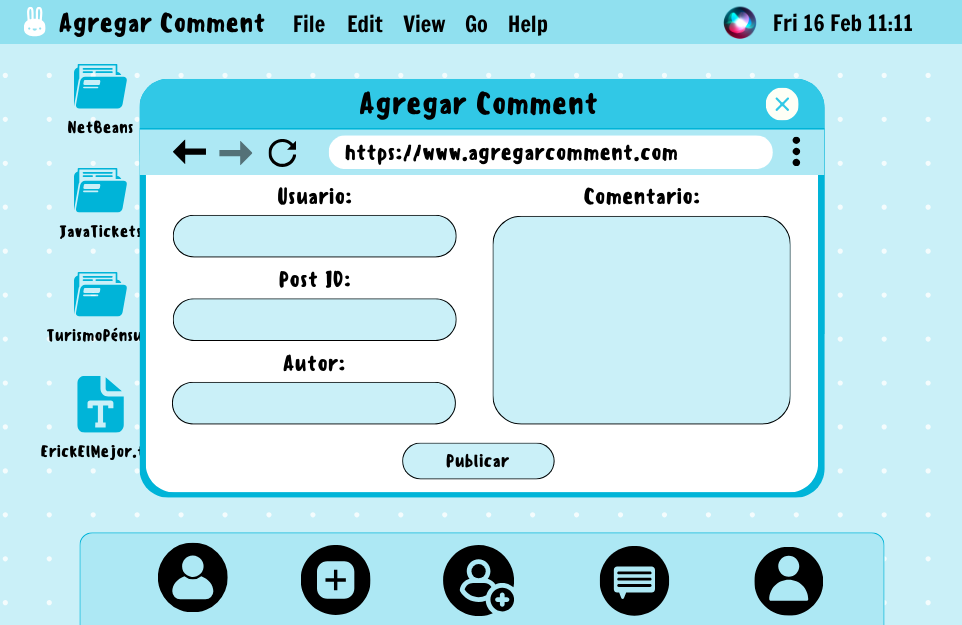 Agregar Comment File Edit View Go Help Fri 16 Feb 11:11
NetBeans
JavaTickets
TurismoPénsu
ErickElMejor.
Agregar Comment
https://www.agregarcomment.com
Usuario:
Post ID:
Autor:
Comentario:
Publicar